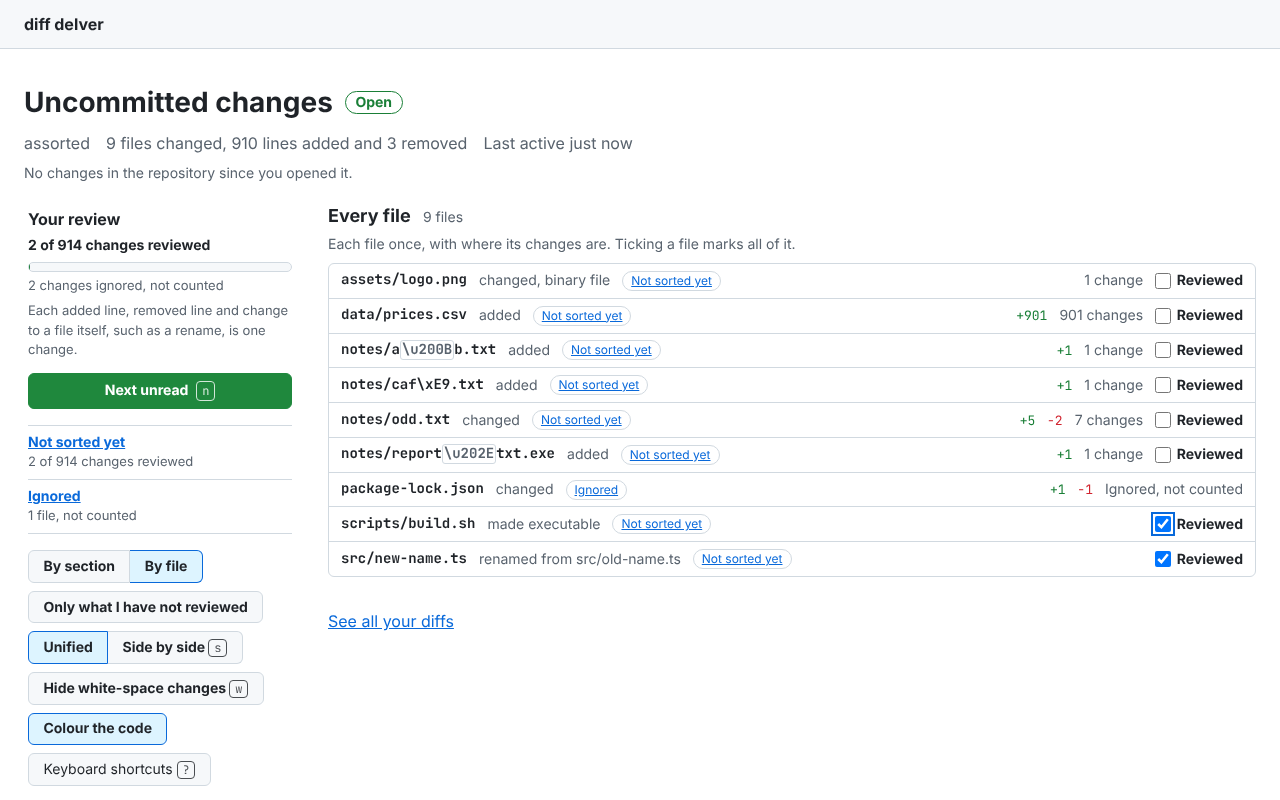 diff delver
Uncommitted changes Open
assorted 9 files changed, 910 lines added and 3 removed Last active just now
No changes in the repository since you opened it.
Your review
2 of 914 changes reviewed
2 changes ignored, not counted
Each added line, removed line and change
to a file itself, such as a rename, is one
change.
Next unread n
Not sorted yet
2 of 914 changes reviewed
Ignored
1 file, not counted
By section By file
Only what I have not reviewed
Unified Side by side s
Hide white-space changes w
Colour the code
Keyboard shortcuts ?
Every file 9 files
Each file once, with where its changes are. Ticking a file marks all of it.
assets/logo.png changed, binary file Not sorted yet 1 change Reviewed
data/prices.csv added Not sorted yet +901 901 changes Reviewed
notes/a\u200Bb.txt added Not sorted yet +1 1 change Reviewed
notes/caf\xE9.txt added Not sorted yet +1 1 change Reviewed
notes/odd.txt changed Not sorted yet +5 -2 7 changes Reviewed
notes/report\u202Etxt.exe added Not sorted yet +1 1 change Reviewed
package-lock.json changed Ignored +1 -1 Ignored, not counted
scripts/build.sh made executable Not sorted yet Reviewed
src/new-name.ts renamed from src/old-name.ts Not sorted yet Reviewed
See all your diffs